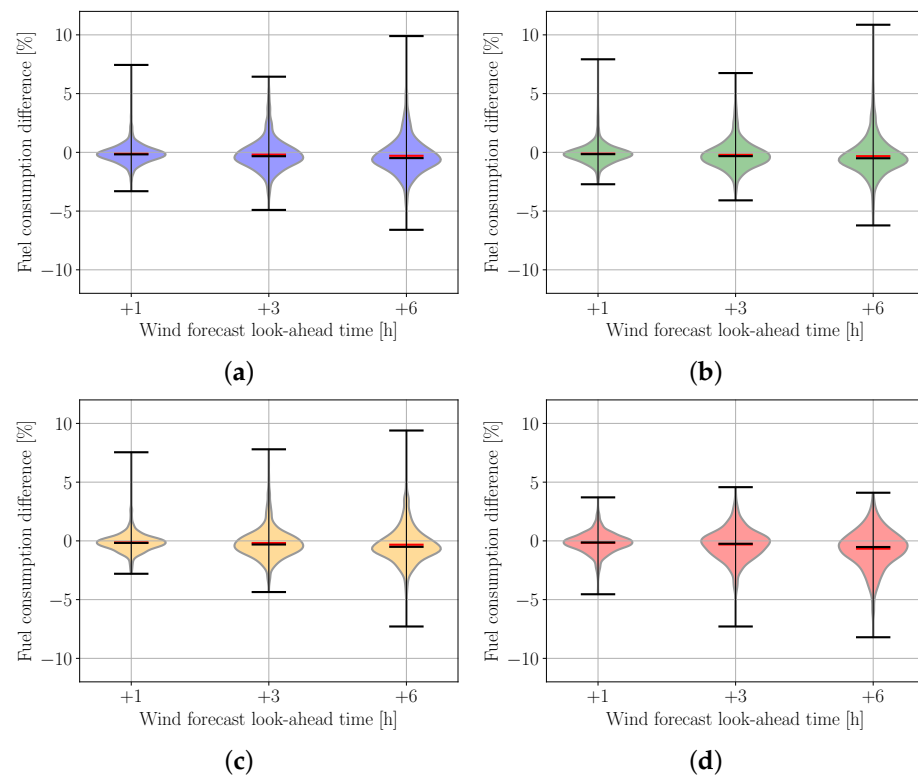 Fuel consumption difference [%]
10
5
0
−5
−10
+1 +3 +6
Wind forecast look-ahead time [h]
(a)
Fuel consumption difference [%]
10
5
0
−5
−10
+1 +3 +6
Wind forecast look-ahead time [h]
(b)
Fuel consumption difference [%]
10
5
0
−5
−10
+1 +3 +6
Wind forecast look-ahead time [h]
(c)
Fuel consumption difference [%]
10
5
0
−5
−10
+1 +3 +6
Wind forecast look-ahead time [h]
(d)